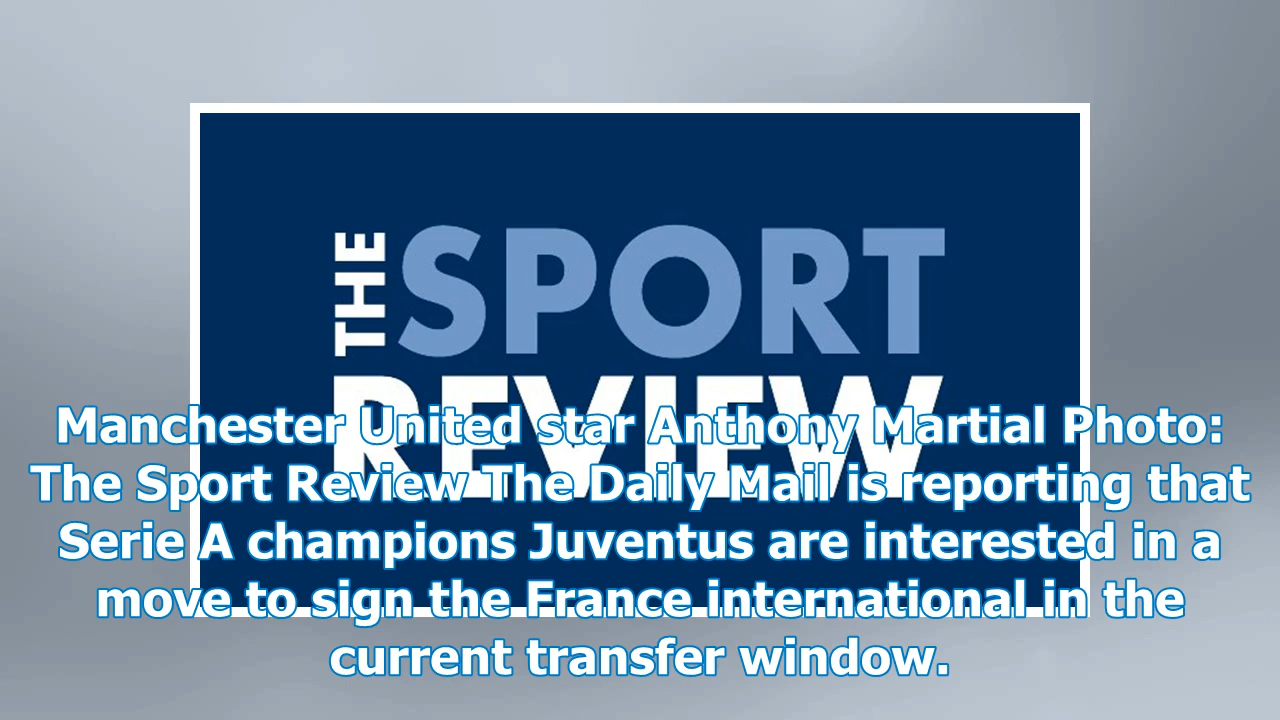 THE SPORT
REVIEW
Manchester United star Anthony Martial Photo:
The Sport Review The Daily Mail is reporting that
Serie A champions Juventus are interested in a
move to sign the France international in the
current transfer window.